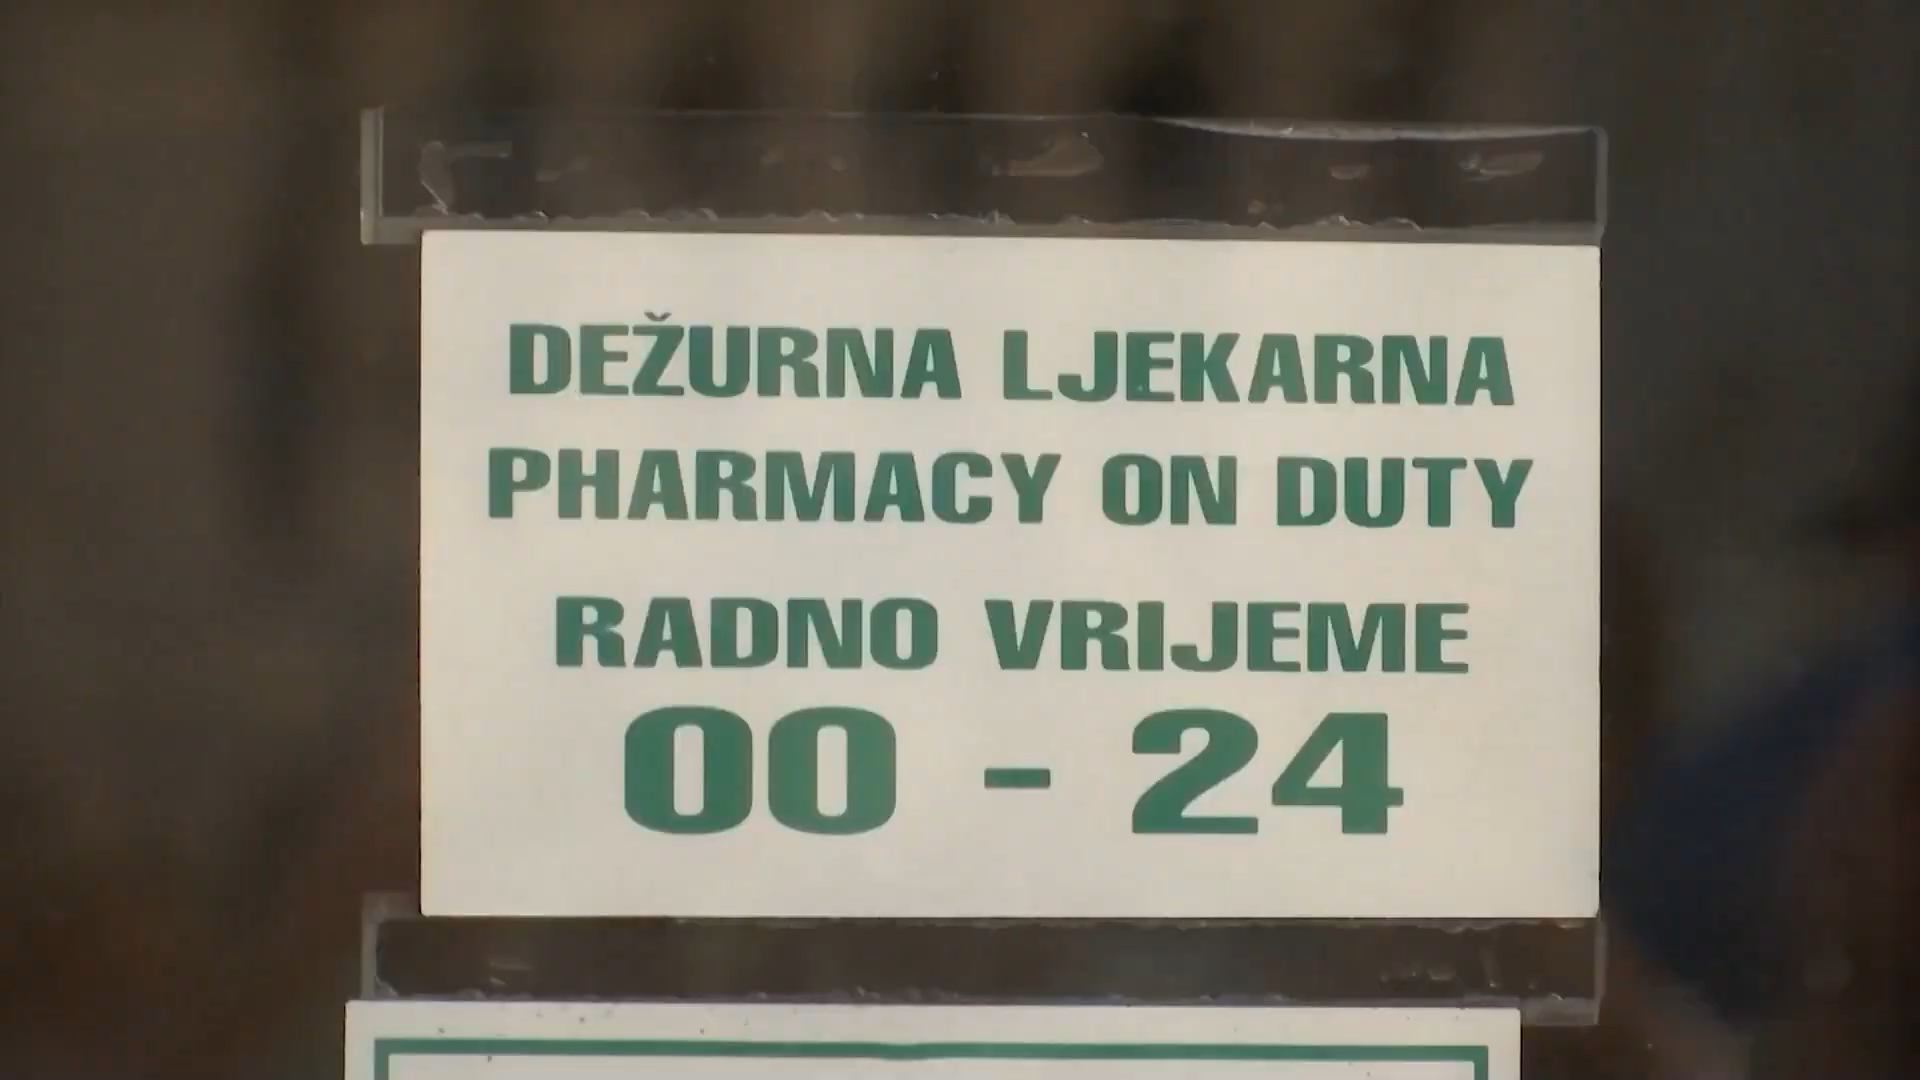 DEŽURNA LJEKARNA
PHARMACY ON DUTY
RADNO VRIJEME
00 - 24